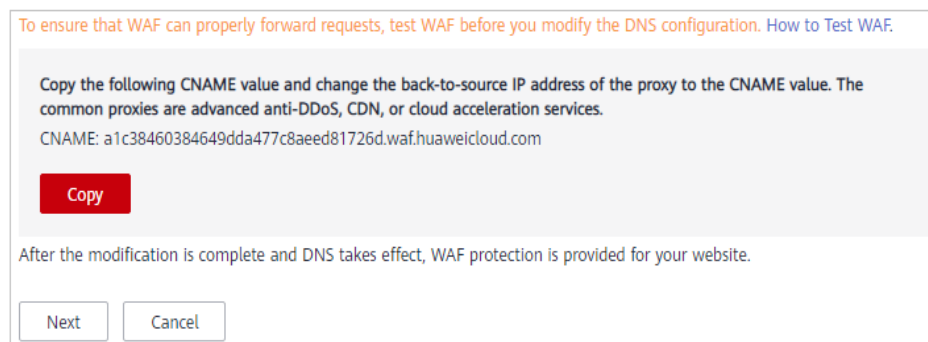 To ensure that WAF can properly forward requests, test WAF before you modify the DNS configuration. How to Test WAF.
Copy the following CNAME value and change the back-to-source IP address of the proxy to the CNAME value. The
common proxies are advanced anti-DDoS, CDN, or cloud acceleration services.
CNAME: a1c38460384649dda477c8aeed81726d.waf.huaweicloud.com
Copy
After the modification is complete and DNS takes effect, WAF protection is provided for your website.
Next Cancel